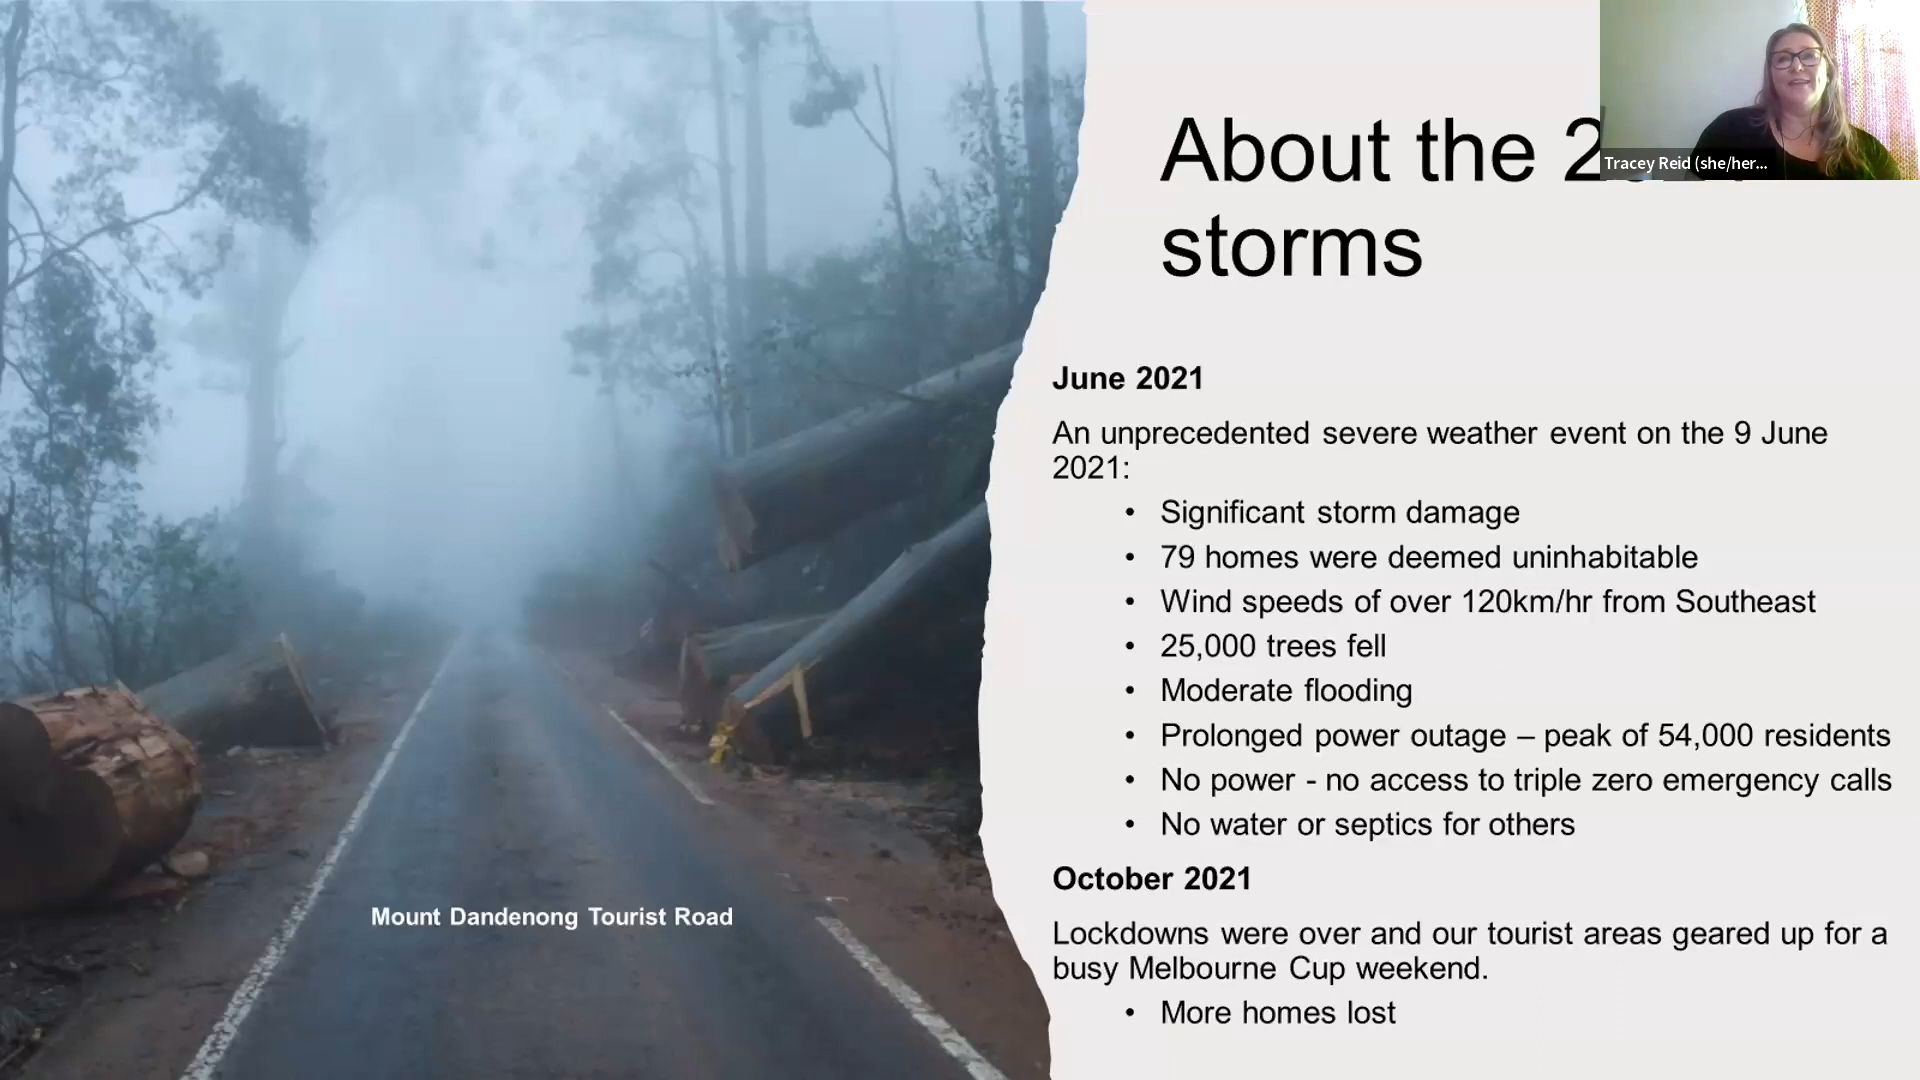 About the
storms
Tracey Reid (she/her...
June 2021
An unprecedented severe weather event on the 9 June
2021:
• Significant storm damage
• 79 homes were deemed uninhabitable
• Wind speeds of over 120km/hr from Southeast
• 25,000 trees fell
• Moderate flooding
• Prolonged power outage – peak of 54,000 residents
• No power - no access to triple zero emergency calls
• No water or septics for others
Mount Dandenong Tourist Road
October 2021
Lockdowns were over and our tourist areas geared up for a
busy Melbourne Cup weekend.
• More homes lost